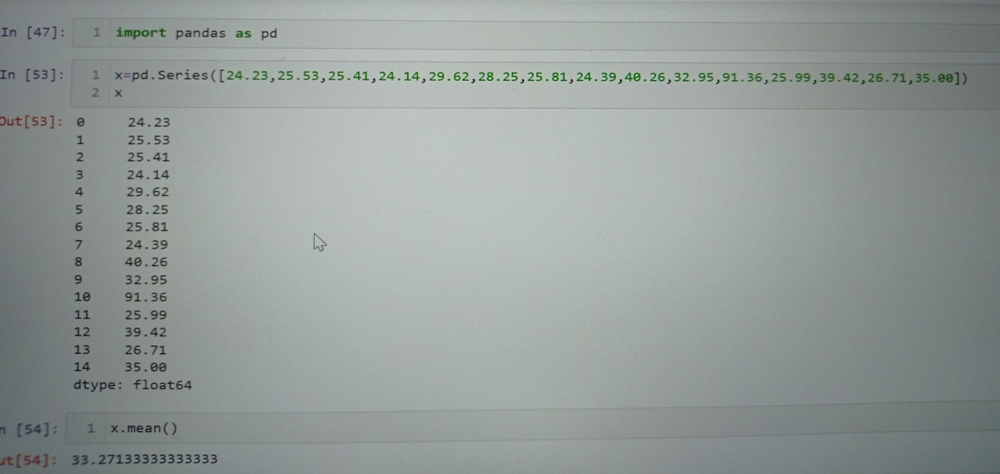 In [47]: 1 import pandas as pd
In [53]: 1 x=pd.Series([24.23,25.53,25.41,24.14,29.62,28.25,25.81,24.39,40.26,32.95,91.36,25.99,39.42,26.71,35.00])
2 x
Out[53]: 0 24.23
1 25.53
2 25.41
3 24.14
4 29.62
5 28.25
6 25.81
7 24.39
8 40.26
9 32.95
10 91.36
11 25.99
12 39.42
13 26.71
14 35.00
dtype: float64
n [54]: 1 x.mean()
ut[54]: 33.27133333333333